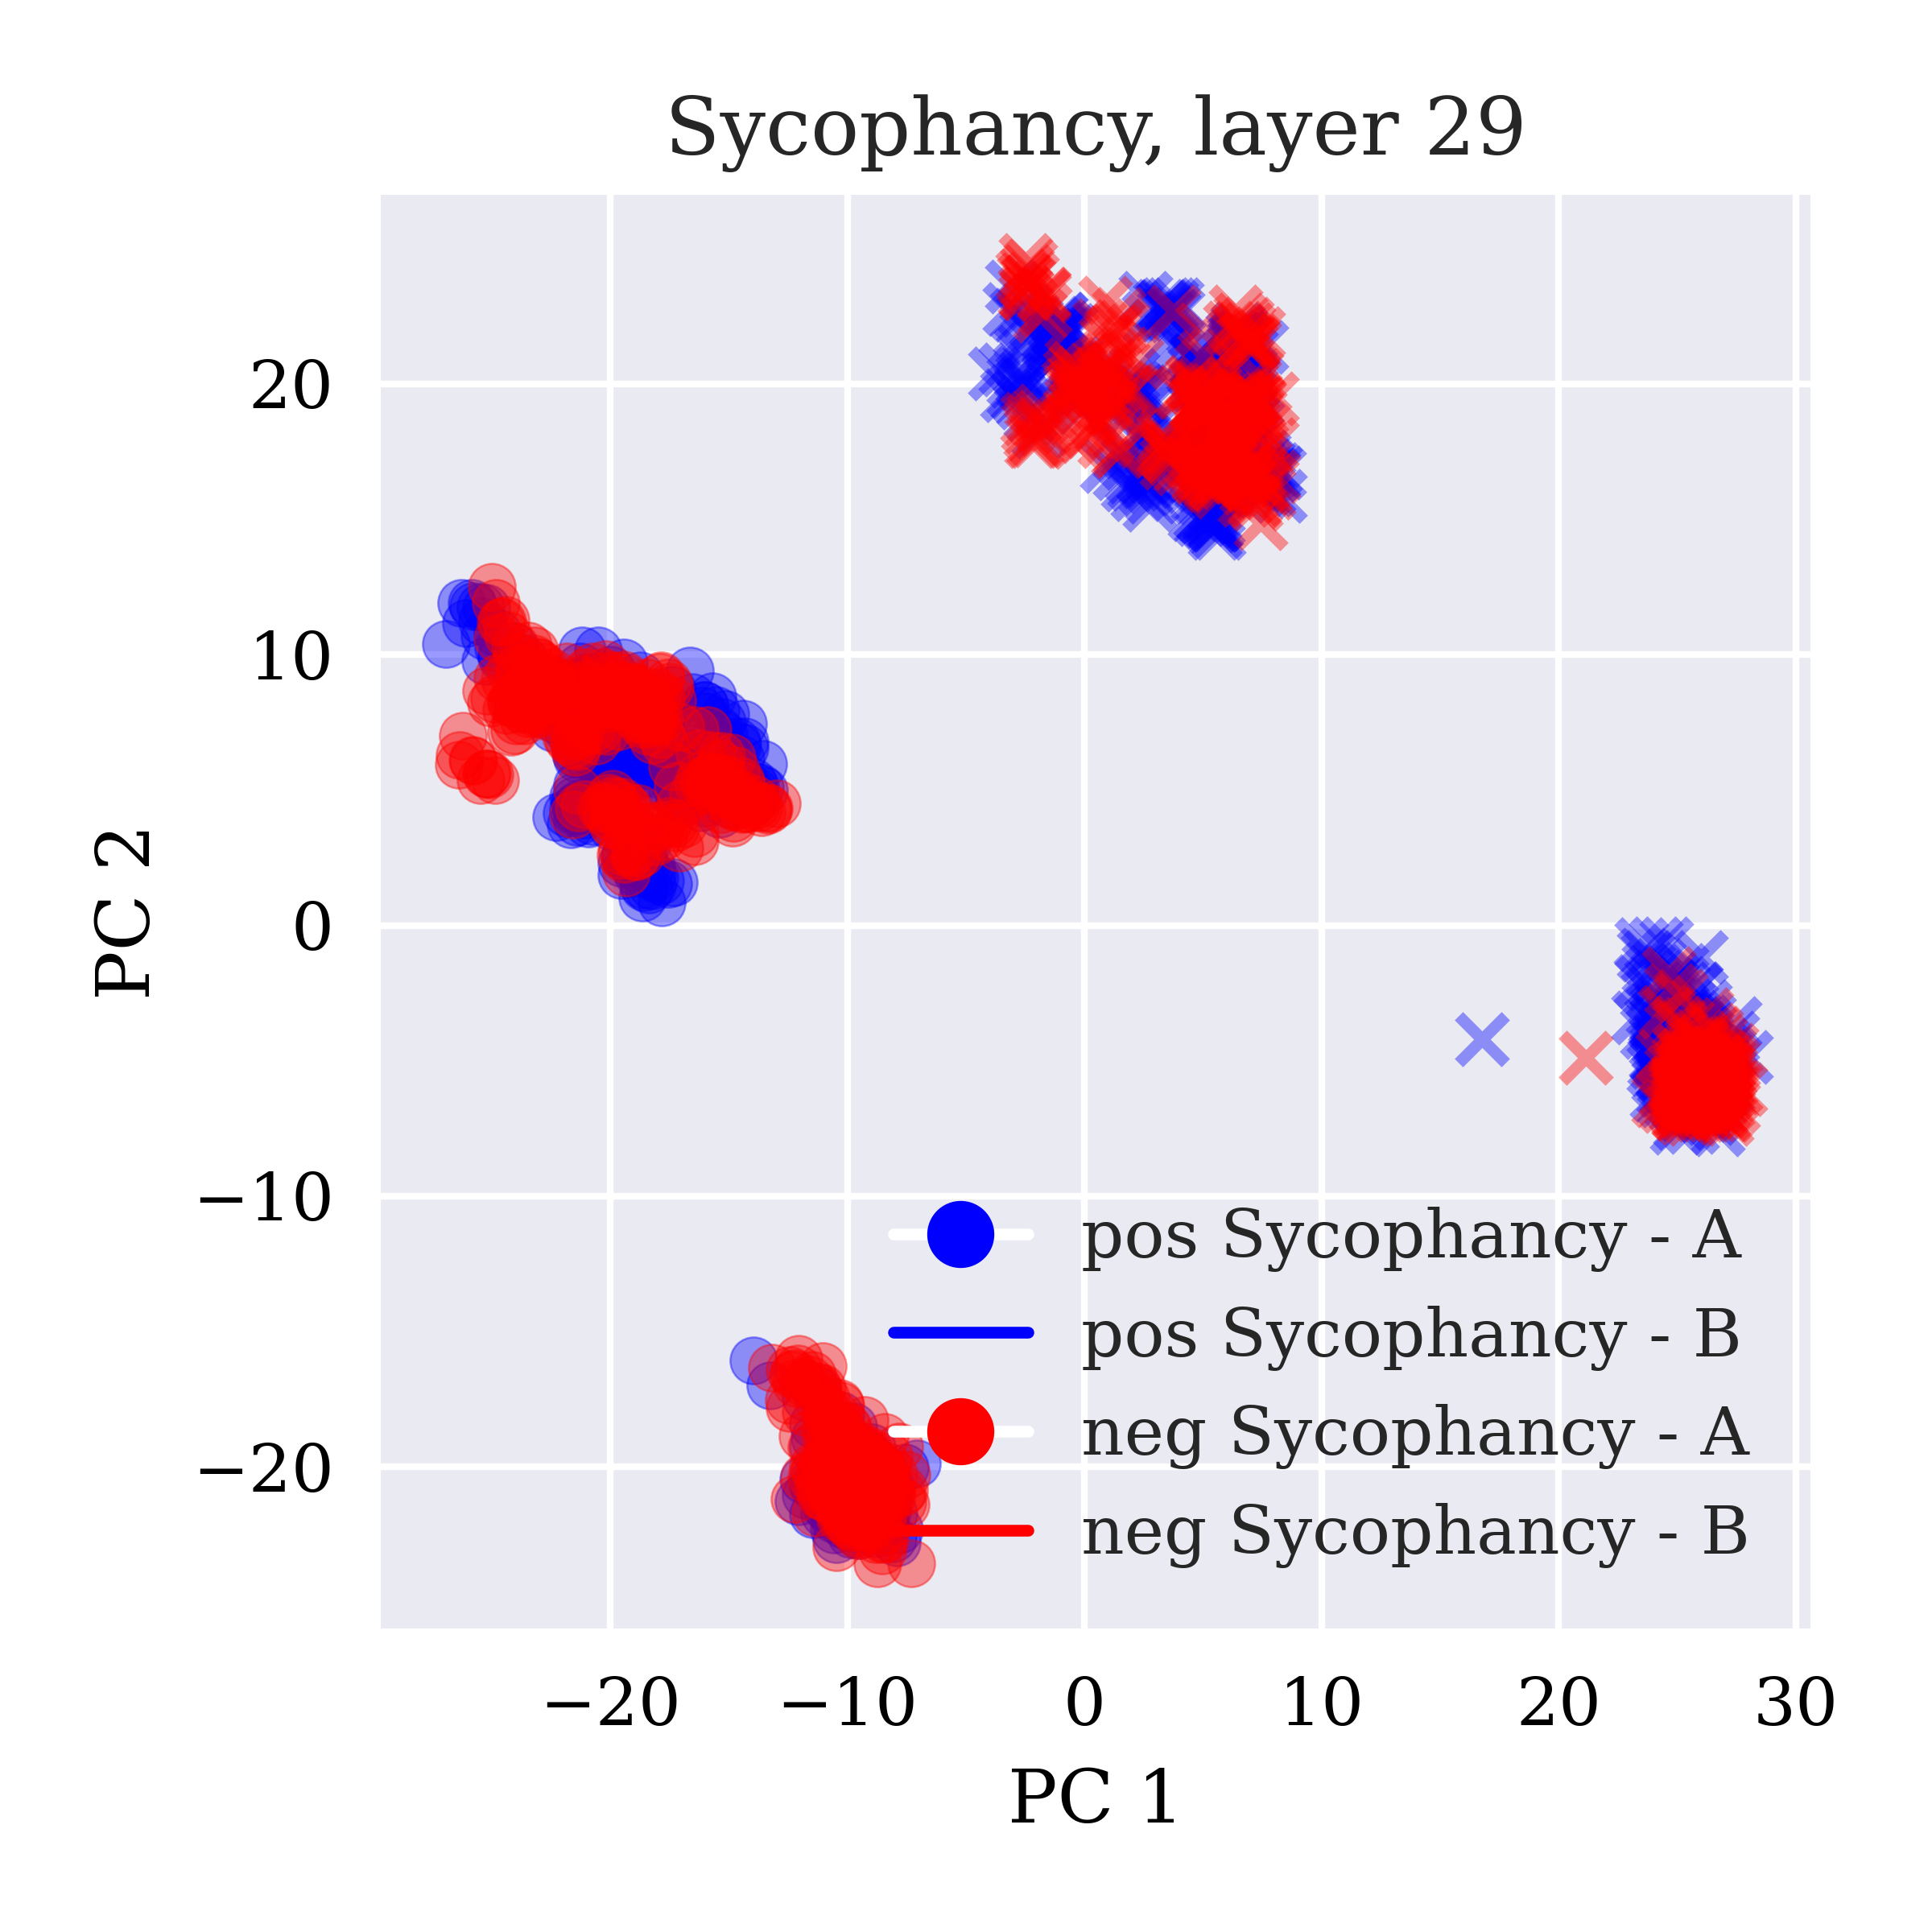 Sycophancy, layer 29
20
10
0
−10
−20
PC 2
pos Sycophancy - A
pos Sycophancy - B
neg Sycophancy - A
neg Sycophancy - B
−20 −10 0 10 20 30
PC 1